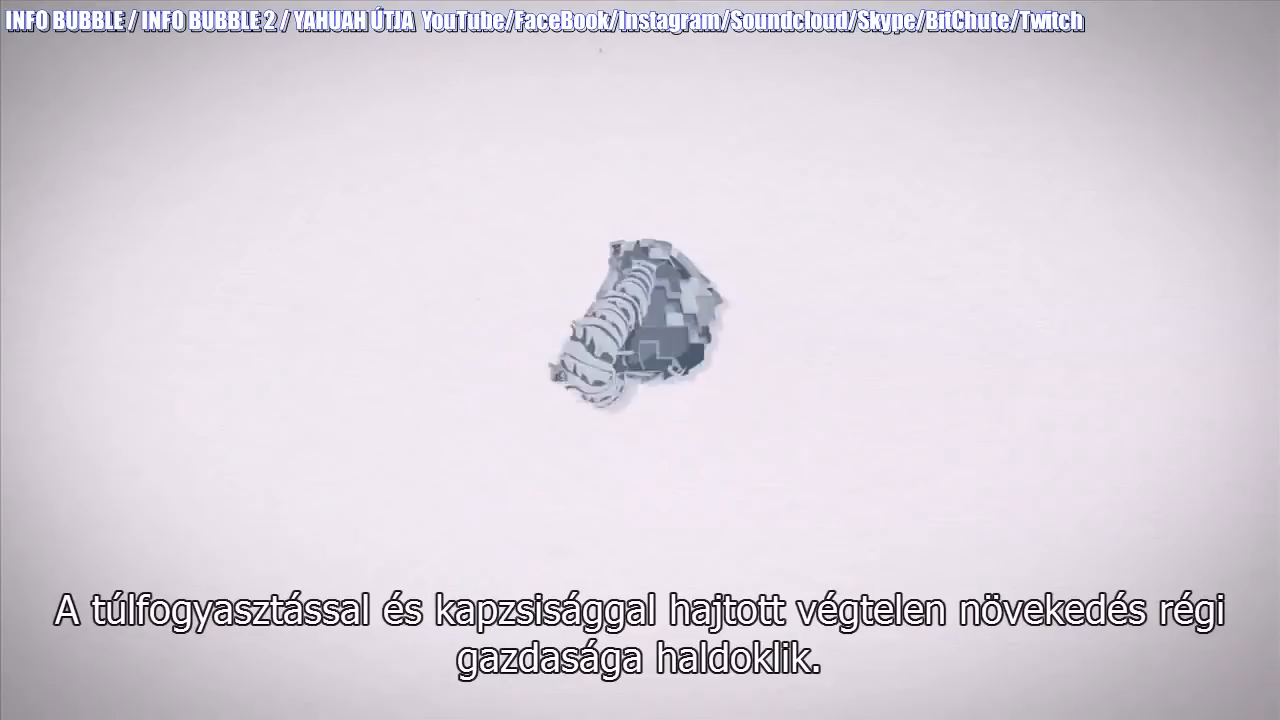 INFO BUBBLE / INFO BUBBLE 2 / YAHUAH ÚTJA YouTube/FaceBook/Instagram/Soundcloud/Skype/BitChute/Twitch
A túlfogyasztással és kapzsisággal hajtott végtelen növekedés régi
gazdasága haldoklik.